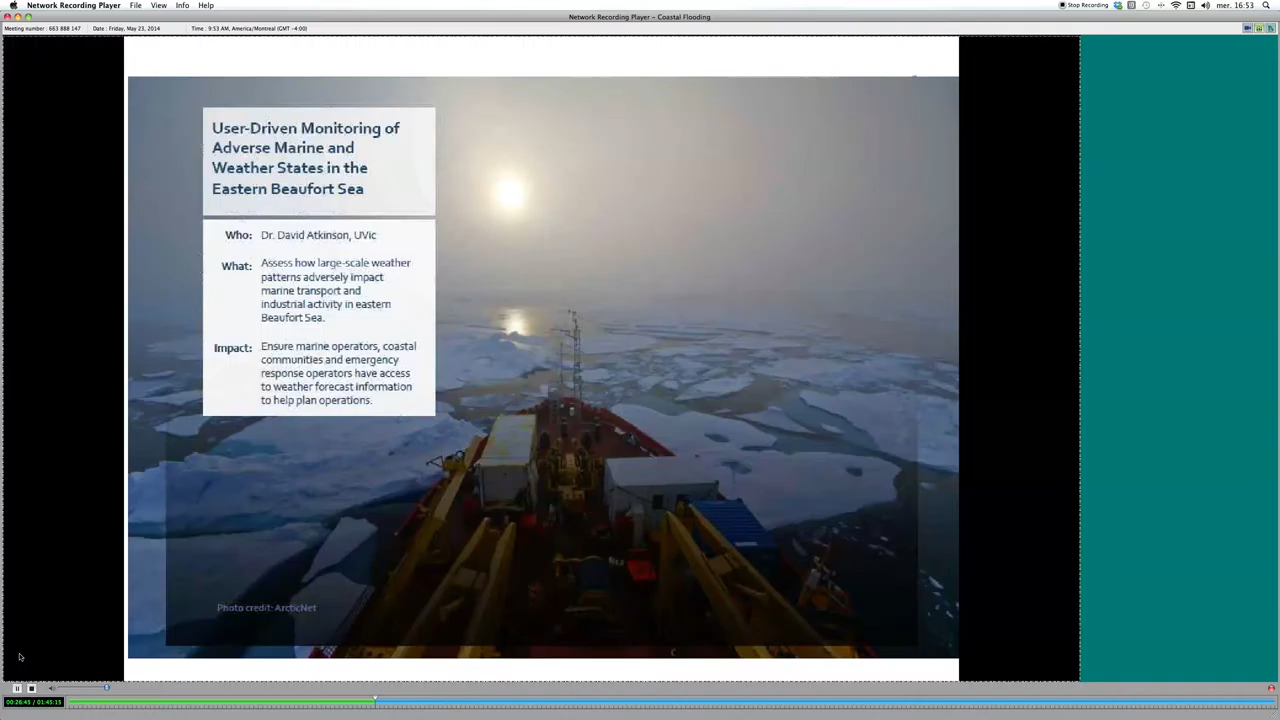 Network Recording Player File View Info Help Stop Recording mer. 16:53
Network Recording Player – Coastal Flooding
Meeting number : 663 888 147 Date : Friday, May 23, 2014 Time : 9:53 AM, America/Montreal (GMT -4:00)
User-Driven Monitoring of
Adverse Marine and
Weather States in the
Eastern Beaufort Sea
Who: Dr. David Atkinson, UVic
What: Assess how large-scale weather
patterns adversely impact
marine transport and
industrial activity in eastern
Beaufort Sea.
Impact: Ensure marine operators, coastal
communities and emergency
response operators have access
to weather forecast information
to help plan operations.
Photo credit: ArcticNet
00:26:45 / 01:45:15